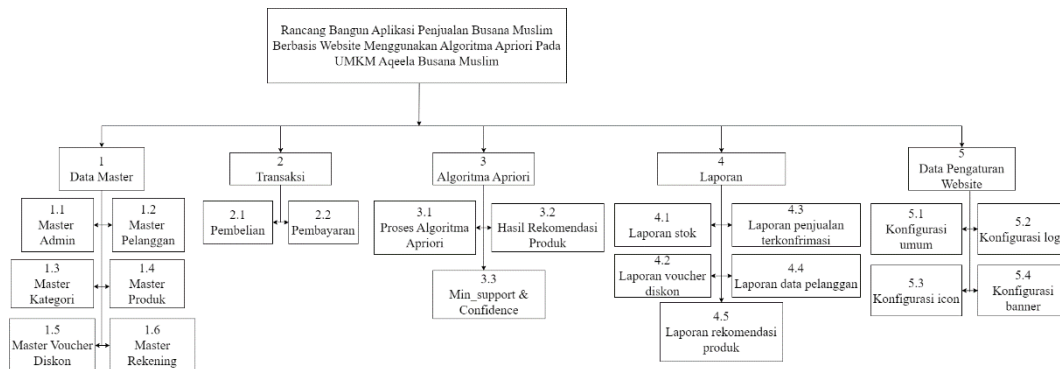 Rancang Bangun Aplikasi Penjualan Busana Muslim
Berbasis Website Menggunakan Algoritma Apriori Pada
UMKM Aqeela Busana Muslim
1
Data Master
2
Transaksi
3
Algoritma Apriori
4
Laporan
5
Data Pengaturan
Website
1.1
Master
Admin
1.2
Master
Pelanggan
1.3
Master
Kategori
1.4
Master
Produk
1.5
Master Voucher
Diskon
1.6
Master
Rekening
2.1
Pembelian
2.2
Pembayaran
3.1
Proses Algoritma
Apriori
3.2
Hasil Rekomendasi
Produk
3.3
Min_support &
Confidence
4.1
Laporan stok
4.2
Laporan voucher
diskon
4.3
Laporan penjualan
terkonfrimasi
4.4
Laporan data pelanggan
4.5
Laporan rekomendasi
produk
5.1
Konfigurasi
umum
5.2
Konfigurasi log
5.3
Konfigurasi icon
5.4
Konfigurasi
banner